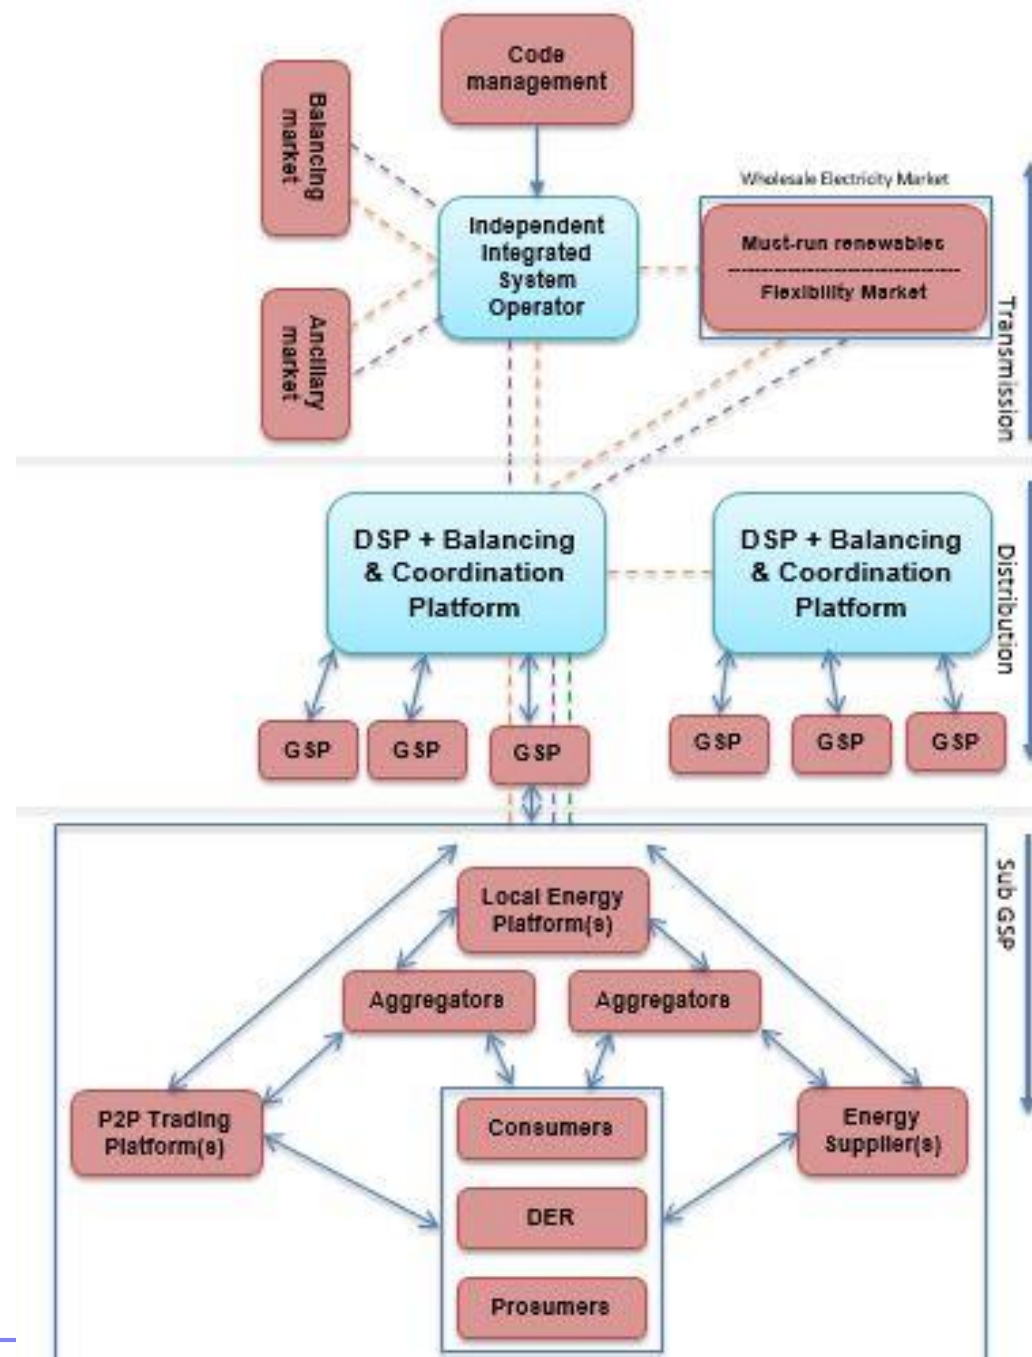 Code
management
Balancing
market
Wholesale Electricity Market
Independent
Integrated
System
Operator
Must-run renewables
Flexibility Market
Ancillary
market
Transmission
DSP + Balancing
& Coordination
Platform
DSP + Balancing
& Coordination
Platform
Distribution
GSP
GSP
GSP
GSP
GSP
GSP
Sub GSP
Local Energy
Platform(s)
Aggregators
Aggregators
P2P Trading
Platform(s)
Consumers
Energy
Supplier(s)
DER
Prosumers